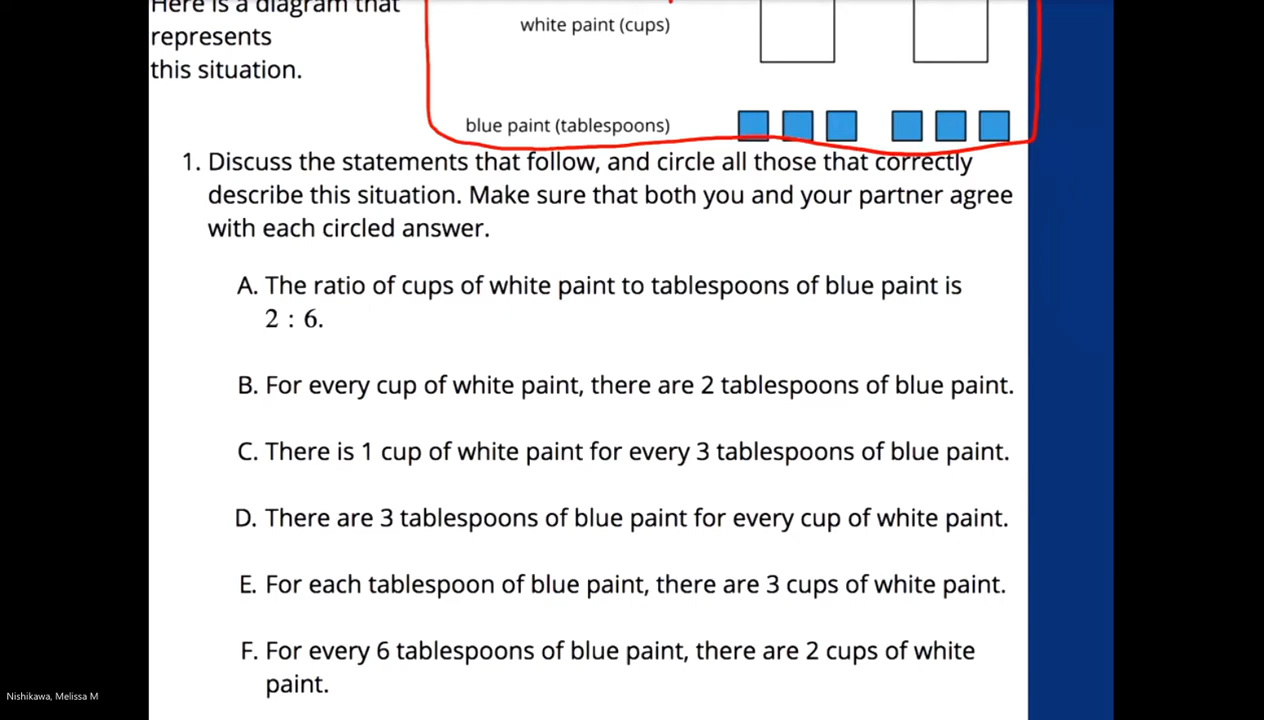 Here is a diagram that
represents
this situation.
white paint (cups)
blue paint (tablespoons)
1. Discuss the statements that follow, and circle all those that correctly
describe this situation. Make sure that both you and your partner agree
with each circled answer.
A. The ratio of cups of white paint to tablespoons of blue paint is
2 : 6.
B. For every cup of white paint, there are 2 tablespoons of blue paint.
C. There is 1 cup of white paint for every 3 tablespoons of blue paint.
D. There are 3 tablespoons of blue paint for every cup of white paint.
E. For each tablespoon of blue paint, there are 3 cups of white paint.
F. For every 6 tablespoons of blue paint, there are 2 cups of white
paint.
Nishikawa, Melissa M